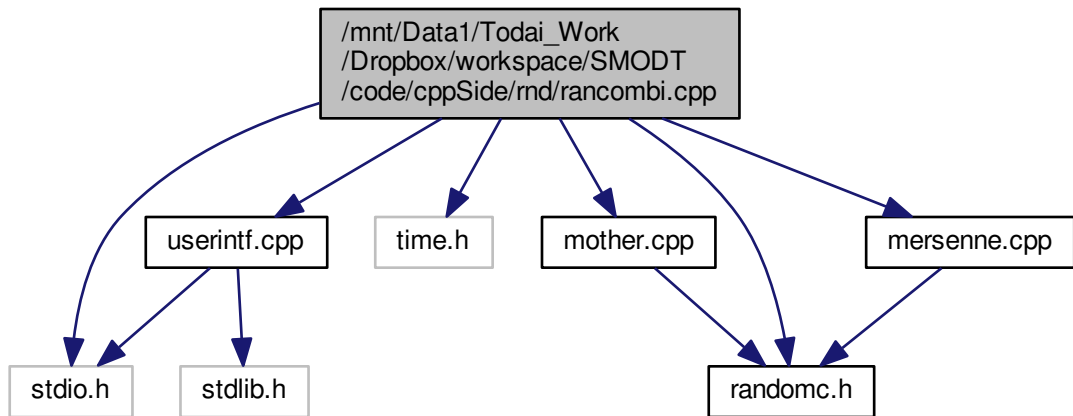 /mnt/Data1/Todai_Work
/Dropbox/workspace/SMODT
/code/cppSide/rnd/rancombi.cpp
userintf.cpp
time.h
mother.cpp
mersenne.cpp
stdio.h
stdlib.h
randomc.h